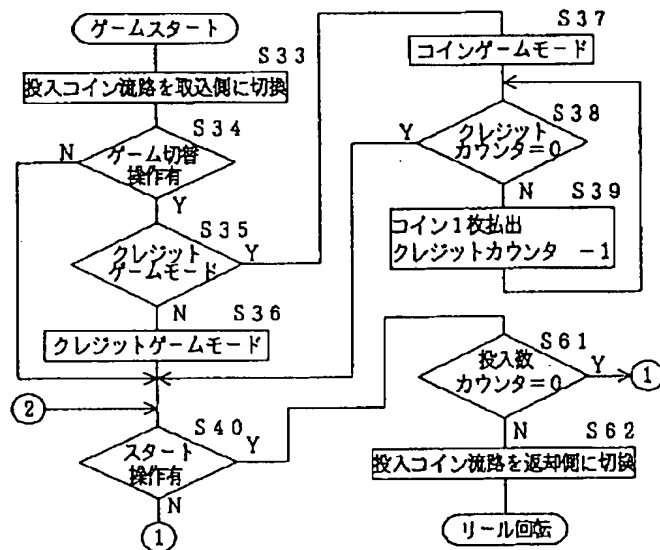 ゲームスタート
S33
投入コイン流路を取込側に切換
S34
N
ゲーム切替
操作有
Y
S35
クレジット
ゲームモード
Y
N
S36
クレジットゲームモード
②
S40
スタート
操作有
Y
N
①
S37
コインゲームモード
S38
Y
クレジット
カウンタ=0
N
S39
コイン1枚払出
クレジットカウンタ -1
S61
投入数
カウンタ=0
Y
①
N
S62
投入コイン流路を返却側に切換
リール回転